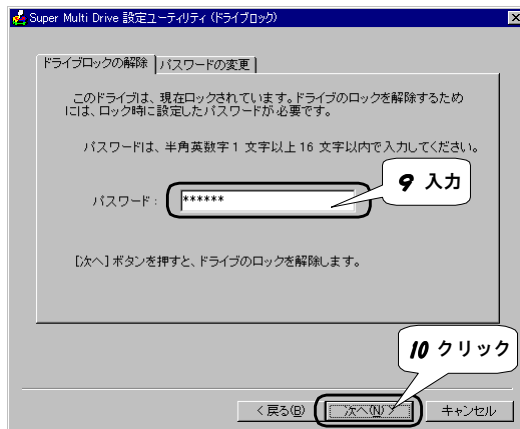 Super Multi Drive 設定ユーティリティ (ドライブロック)
ドライブロックの解除 パスワードの変更
このドライブは、現在ロックされています。ドライブのロックを解除するため
には、ロック時に設定したパスワードが必要です。
パスワードは、半角英数字 1 文字以上 16 文字以内で入力してください。
9 入力
パスワード : ******
[次へ] ボタンを押すと、ドライブのロックを解除します。
10 クリック
< 戻る(B) 次へ(N) > キャンセル